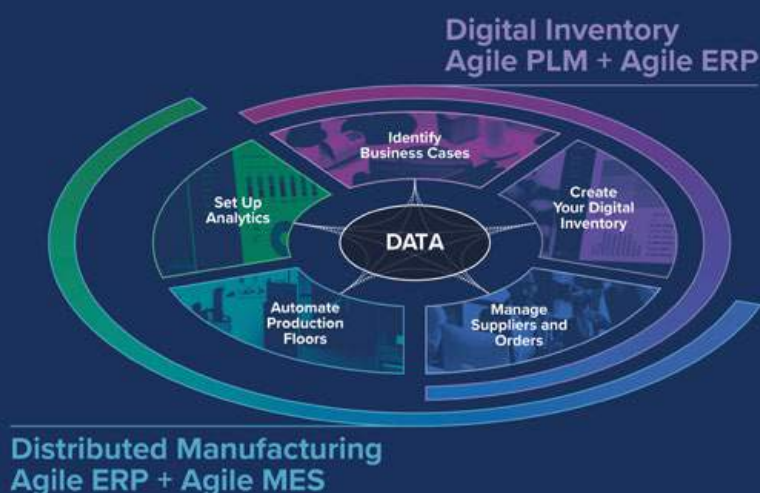 Digital Inventory
Agile PLM + Agile ERP
Identify
Business Cases
Set Up
Analytics
Create
Your Digital
Inventory
DATA
Automate
Production
Floors
Manage
Suppliers and
Orders
Distributed Manufacturing
Agile ERP + Agile MES